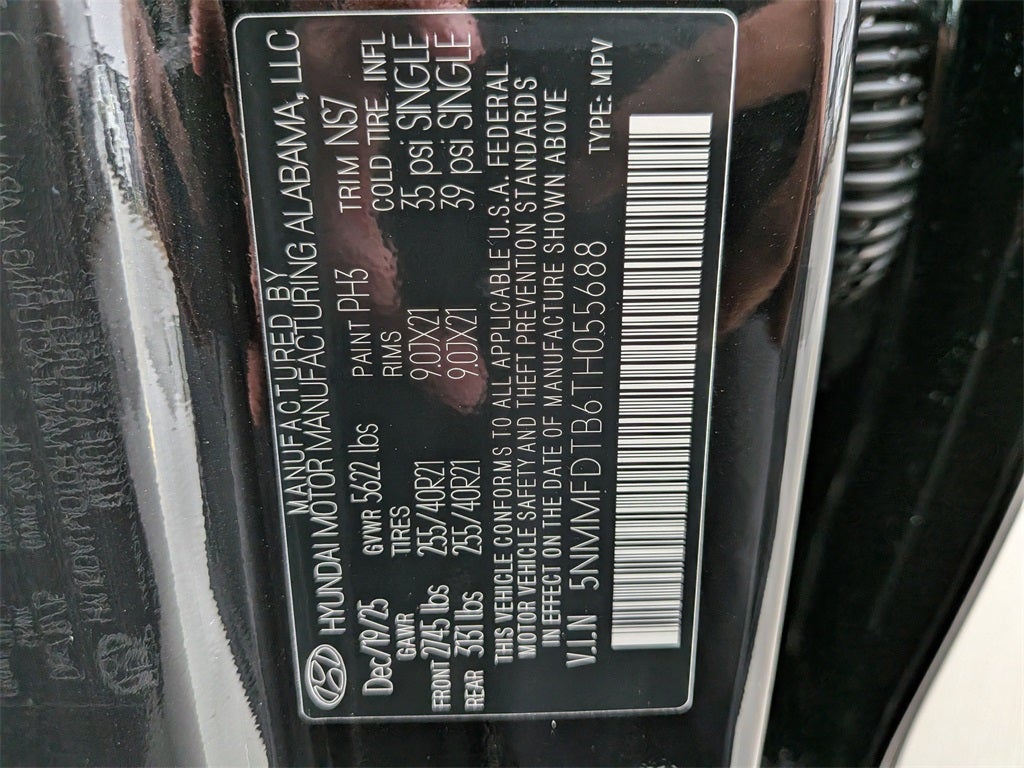 MANUFACTURED BY
HYUNDAI MOTOR MANUFACTURING ALABAMA, LLC
Dec/19/25 GVWR 5622 lbs PAINT PH3 TRIM NS7
GAWR TIRES RIMS COLD TIRE INFL
FRONT 2745 lbs 255/40R21 9.0JX21 35 psi SINGLE
REAR 3131 lbs 255/40R21 9.0JX21 39 psi SINGLE
THIS VEHICLE CONFORMS TO ALL APPLICABLE U.S.A. FEDERAL
MOTOR VEHICLE SAFETY AND THEFT PREVENTION STANDARDS
IN EFFECT ON THE DATE OF MANUFACTURE SHOWN ABOVE
V.I.N 5NMMFDTB6TH055688 TYPE: MPV